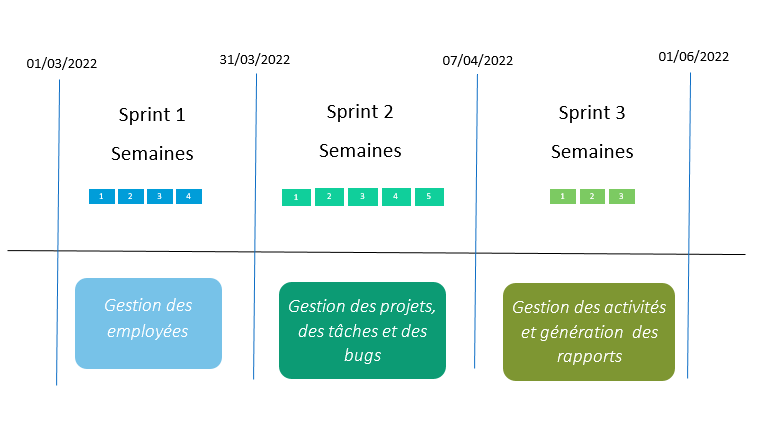 01/03/2022
31/03/2022
07/04/2022
01/06/2022
Sprint 1
Semaines
1 2 3 4
Sprint 2
Semaines
1 2 3 4 5
Sprint 3
Semaines
1 2 3
Gestion des
employées
Gestion des projets,
des tâches et des
bugs
Gestion des activités
et génération des
rapports